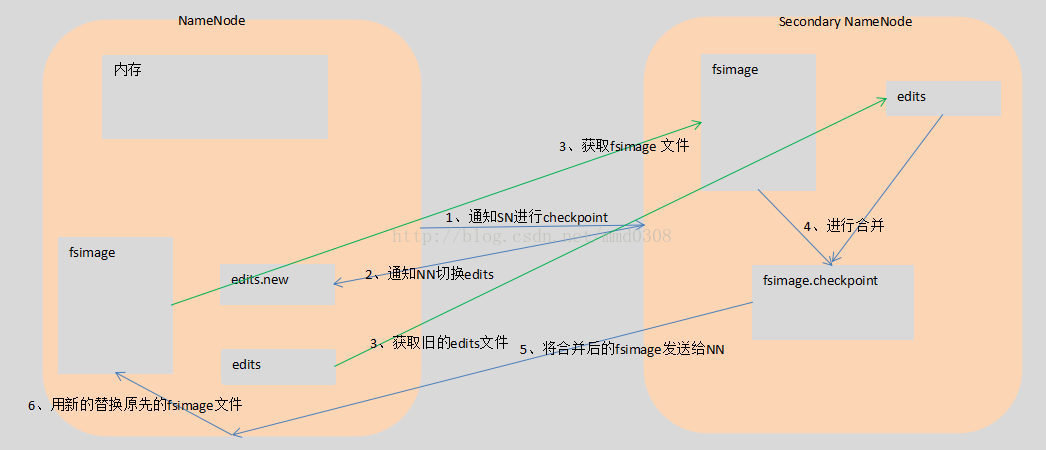 NameNode
Secondary NameNode
内存
fsimage
edits
3、获取fsimage 文件
1、通知SN进行checkpoint
http://blog.csdn.net/mmd0308
4、进行合并
fsimage
edits.new
2、通知NN切换edits
fsimage.checkpoint
3、获取旧的edits文件
5、将合并后的fsimage发送给NN
edits
6、用新的替换原先的fsimage文件